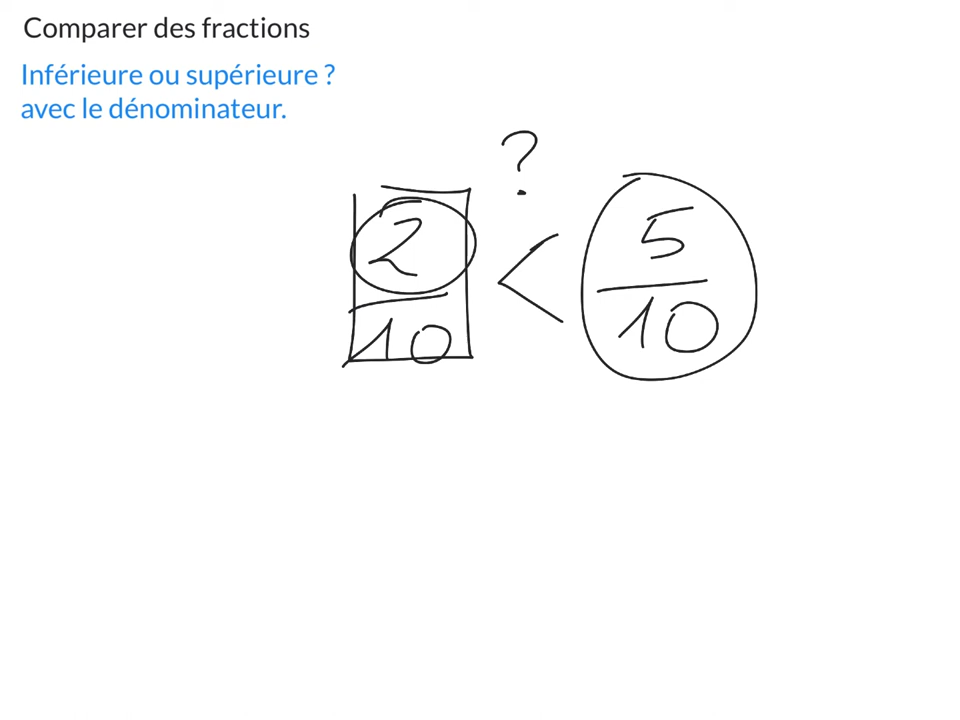 Comparer des fractions
Inférieure ou supérieure ?
avec le dénominateur.
?
2 < 5
10 10